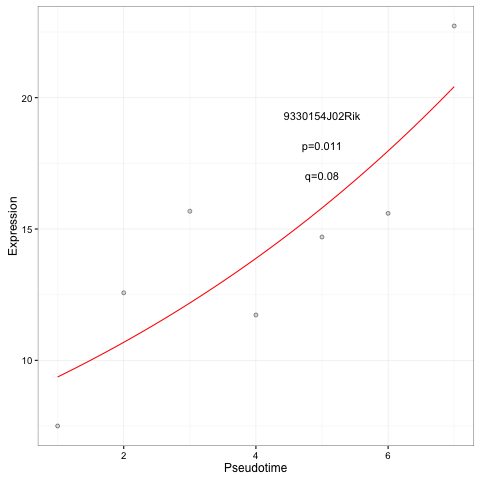 9330154J02Rik
p=0.011
q=0.08
20
15
10
Expression
2 4 6
Pseudotime